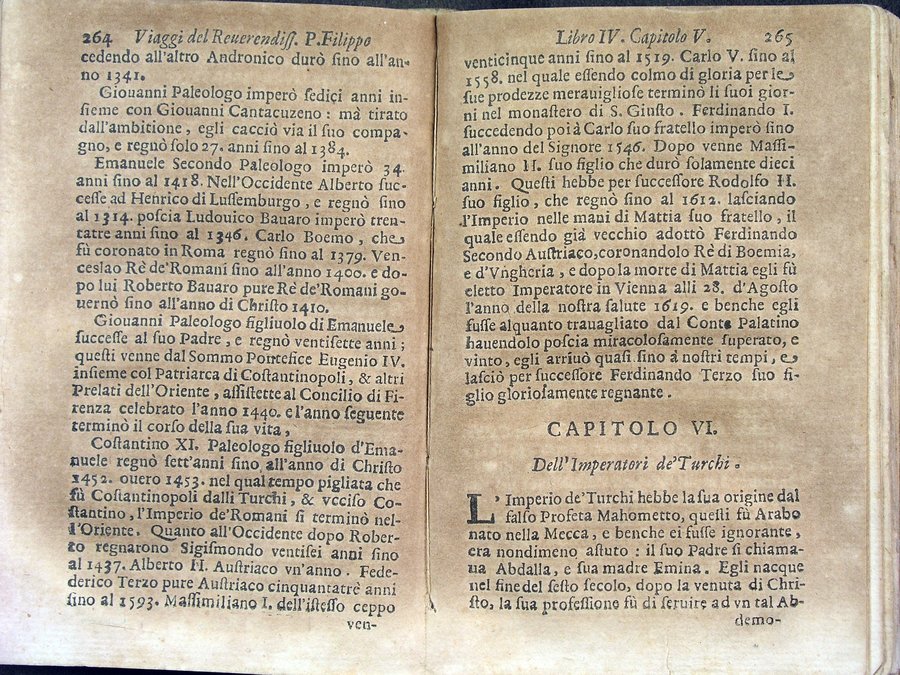 264 Viaggi del Reuerendiſſ. P.Filippo
cedendo all'altro Andronico durò ſino all'an-
no 1341.
Giouanni Paleologo imperò ſedici anni in-
ſieme con Giouanni Cantacuzeno : mà tirato
dall'ambitione , egli cacciò via il ſuo compa-
gno, e regnò ſolo 27. anni ſino al 1384.
Emanuele Secondo Paleologo imperò 34
anni ſino al 1418. Nell'Occidente Alberto ſuc-
ceſſe ad Henrico di Luſſemburgo , e regnò ſino
al 1314. poſcia Ludouico Bauaro imperò tren-
tatre anni ſino al 1346. Carlo Boemo , che
fù coronato in Roma regnò ſino al 1379. Ven-
ceslao Rè de'Romani ſino all'anno 1400. e do-
po lui Roberto Bauaro pure Rè de'Romani go-
uernò ſino all'anno di Chriſto 1410.
Giouanni Paleologo figliuolo di Emanuele
ſucceſſe al ſuo Padre , e regnò ventiſette anni ;
queſti venne dal Sommo Pontefice Eugenio IV.
inſieme col Patriarca di Coſtantinopoli, & altri
Prelati dell'Oriente , aſſiſtette al Concilio di Fi-
renza celebrato l'anno 1440. e l'anno ſeguente
terminò il corſo della ſua vita ,
Coſtantino XI. Paleologo figliuolo d'Ema-
nuele regnò ſett'anni ſino all'anno di Chriſto
1452. ouero 1453. nel qual tempo pigliata che
fù Coſtantinopoli dalli Turchi , & vcciſo Co-
ſtantino , l'Imperio de'Romani ſi terminò nel-
l'Oriente. Quanto all'Occidente dopo Rober-
to regnarono Sigiſmondo ventiſei anni ſino
al 1437. Alberto II. Auſtriaco vn'anno . Fede-
derico Terzo pure Auſtriaco cinquantatrè anni
ſino al 1593. Maſſimiliano I. dell'iſteſſo ceppo
ven-
Libro IV. Capitolo V. 265
venticinque anni ſino al 1519. Carlo V. ſino al
1558. nel quale eſſendo colmo di gloria per le
ſue prodezze merauiglioſe terminò li ſuoi gior-
ni nel monaſtero di S. Giuſto . Ferdinando I.
ſuccedendo poi à Carlo ſuo fratello imperò ſino
all'anno del Signore 1546. Dopo venne Maſſi-
miliano II. ſuo figlio che durò ſolamente dieci
anni . Queſti hebbe per ſucceſſore Rodolfo II.
ſuo figlio , che regnò ſino al 1612. laſciando
l'Imperio nelle mani di Mattia ſuo fratello , il
quale eſſendo già vecchio adottò Ferdinando
Secondo Auſtriaco,coronandolo Rè di Boemia,
e d'Vngheria , e dopo la morte di Mattia egli fù
eletto Imperatore in Vienna alli 28. d'Agoſto
l'anno della noſtra ſalute 1619. e benche egli
fuſſe alquanto trauagliato dal Conte Palatino
hauendolo poſcia miracoloſamente ſuperato, e
vinto , egli arriuò quaſi ſino à noſtri tempi , e
laſciò per ſucceſſore Ferdinando Terzo ſuo fi-
glio glorioſamente regnante .
CAPITOLO VI.
Dell'Imperatori de'Turchi .
L' Imperio de'Turchi hebbe la ſua origine dal
falſo Profeta Mahometto, queſti fù Arabo
nato nella Mecca , e benche ei fuſſe ignorante ,
era nondimeno aſtuto : il ſuo Padre ſi chiama-
ua Abdalla, e ſua madre Emina. Egli nacque
nel fine del ſeſto ſecolo, dopo la venuta di Chri-
ſto, la ſua profeſſione fù di ſeruire ad vn tal Ab-
demo-